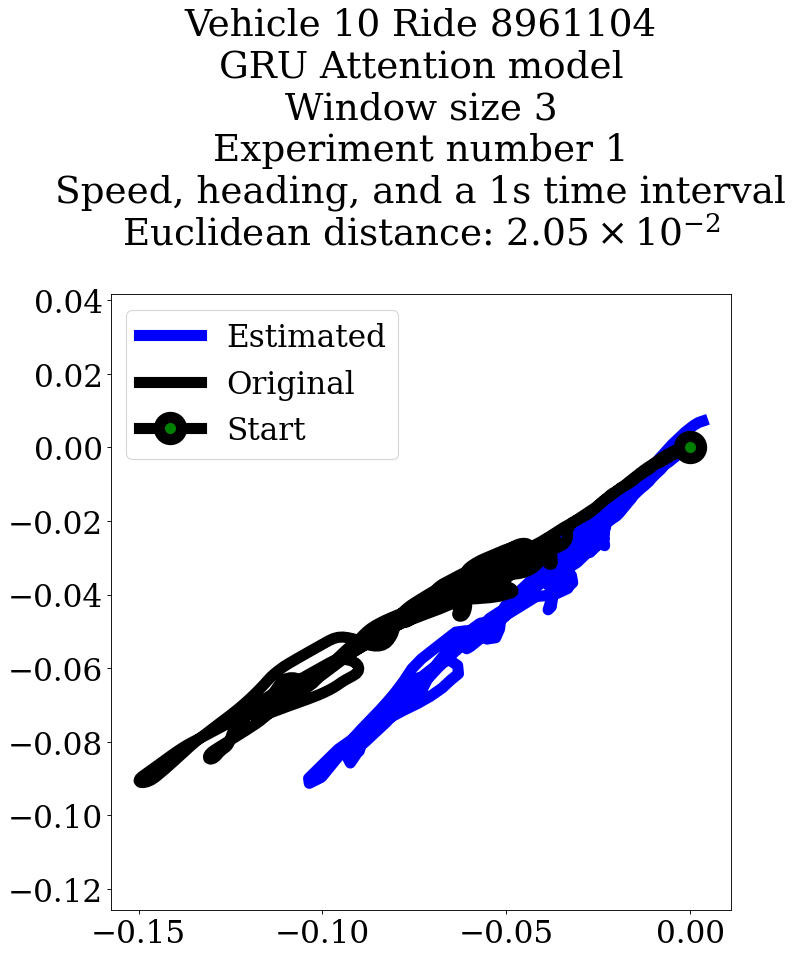 Vehicle 10 Ride 8961104
GRU Attention model
Window size 3
Experiment number 1
Speed, heading, and a 1s time interval
Euclidean distance: 2.05 × 10⁻²
0.04
0.02
0.00
−0.02
−0.04
−0.06
−0.08
−0.10
−0.12
Estimated
Original
Start
−0.15
−0.10
−0.05
0.00